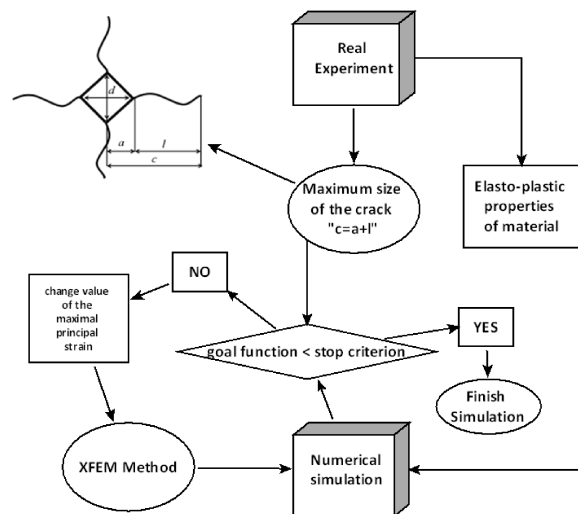 Real
Experiment
d
a
l
c
Maximum size
of the crack
"c=a+l"
Elasto-plastic
properties
of material
NO
change value
of the
maximal
principal
strain
YES
goal function < stop criterion
Finish
Simulation
XFEM Method
Numerical
simulation